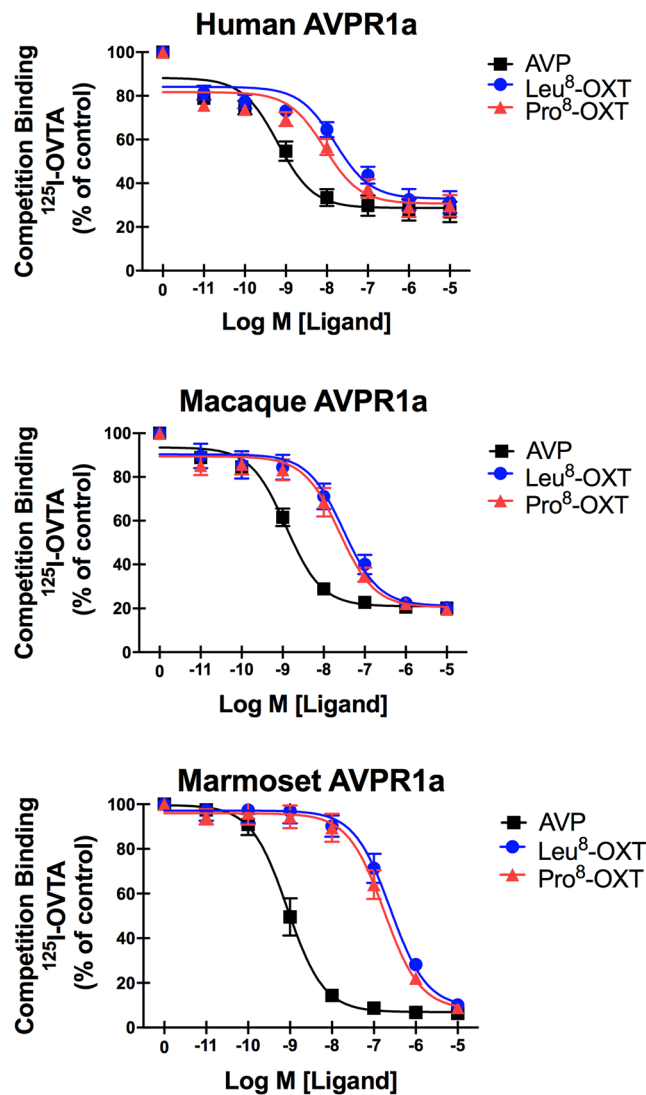 Human AVPR1a
Competition Binding
¹²⁵I-OVTA
(% of control)
100
80
60
40
20
0
0 -11 -10 -9 -8 -7 -6 -5
Log M [Ligand]
AVP
Leu⁸-OXT
Pro⁸-OXT
Macaque AVPR1a
Competition Binding
¹²⁵I-OVTA
(% of control)
100
80
60
40
20
0
0 -11 -10 -9 -8 -7 -6 -5
Log M [Ligand]
AVP
Leu⁸-OXT
Pro⁸-OXT
Marmoset AVPR1a
Competition Binding
¹²⁵I-OVTA
(% of control)
100
80
60
40
20
0
0 -11 -10 -9 -8 -7 -6 -5
Log M [Ligand]
AVP
Leu⁸-OXT
Pro⁸-OXT